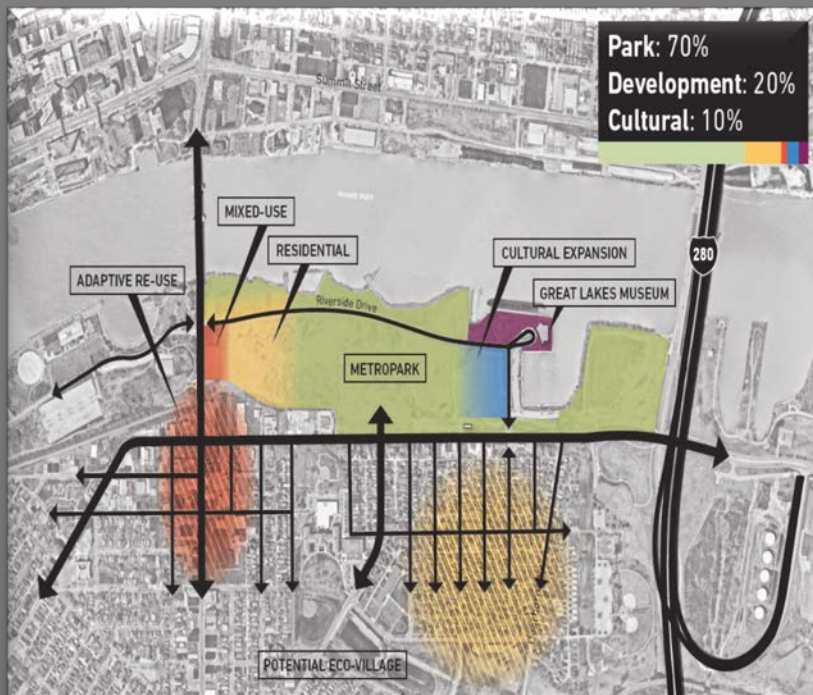 Park: 70%
Development: 20%
Cultural: 10%
Summit Street
280
MIXED-USE
RESIDENTIAL
CULTURAL EXPANSION
ADAPTIVE RE-USE
GREAT LAKES MUSEUM
Riverside Drive
METROPARK
POTENTIAL ECO-VILLAGE